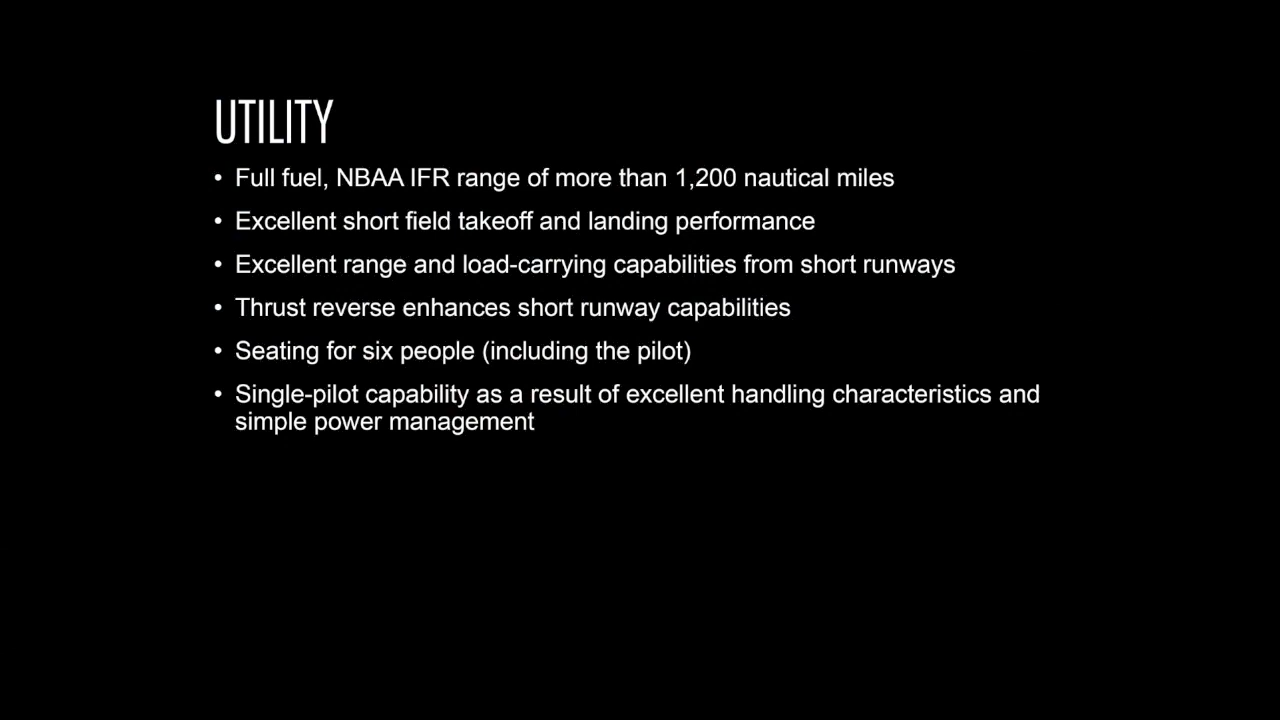 UTILITY
• Full fuel, NBAA IFR range of more than 1,200 nautical miles
• Excellent short field takeoff and landing performance
• Excellent range and load-carrying capabilities from short runways
• Thrust reverse enhances short runway capabilities
• Seating for six people (including the pilot)
• Single-pilot capability as a result of excellent handling characteristics and
simple power management